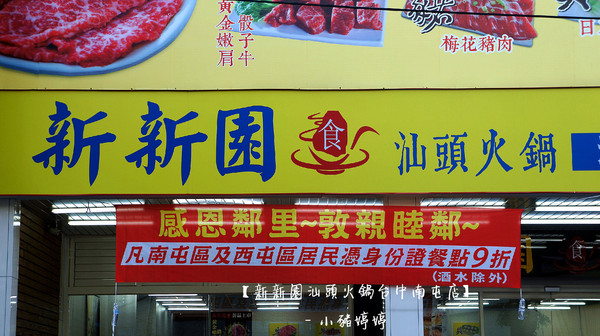 黃金嫩肩
骰子牛
梅花豬肉
新新園
食
汕頭火鍋
感恩鄰里~敦親睦鄰~
凡南屯區及西屯區居民憑身份證餐點9折
(酒水除外)
【新新園汕頭火鍋台中南屯店】
- 小豬婷婷